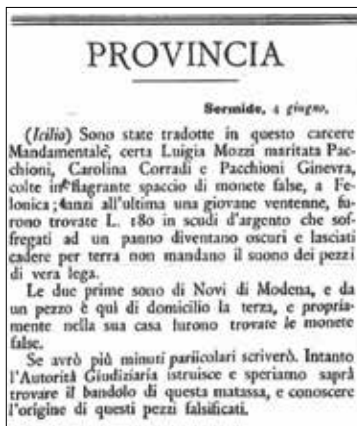 PROVINCIA
Sermide, 4 giugno,
(Icilio) Sono state tradotte in questo carcere
Mandamentale, certa Luigia Mozzi maritata Pac-
chioni, Carolina Corradi e Pacchioni Ginevra,
colte in flagrante spaccio di monete false, a Fe-
lonica; anzi all'ultima una giovane ventenne, fu-
rono trovate L. 180 in scudi d'argento che sof-
fregati ad un panno diventano oscuri e lasciati
cadere per terra non mandano il suono dei pezzi
di vera lega.
Le due prime sono di Novi di Modena, e da
un pezzo è qui di domicilio la terza, e propria-
mente nella sua casa furono trovate le monete
false.
Se avrò più minuti pariicolari scriverò. Intanto
l'Autorità Giudiziaria istruisce e speriamo saprà
trovare il bandolo di questa matassa, e conoscere
l'origine di questi pezzi falsificati.